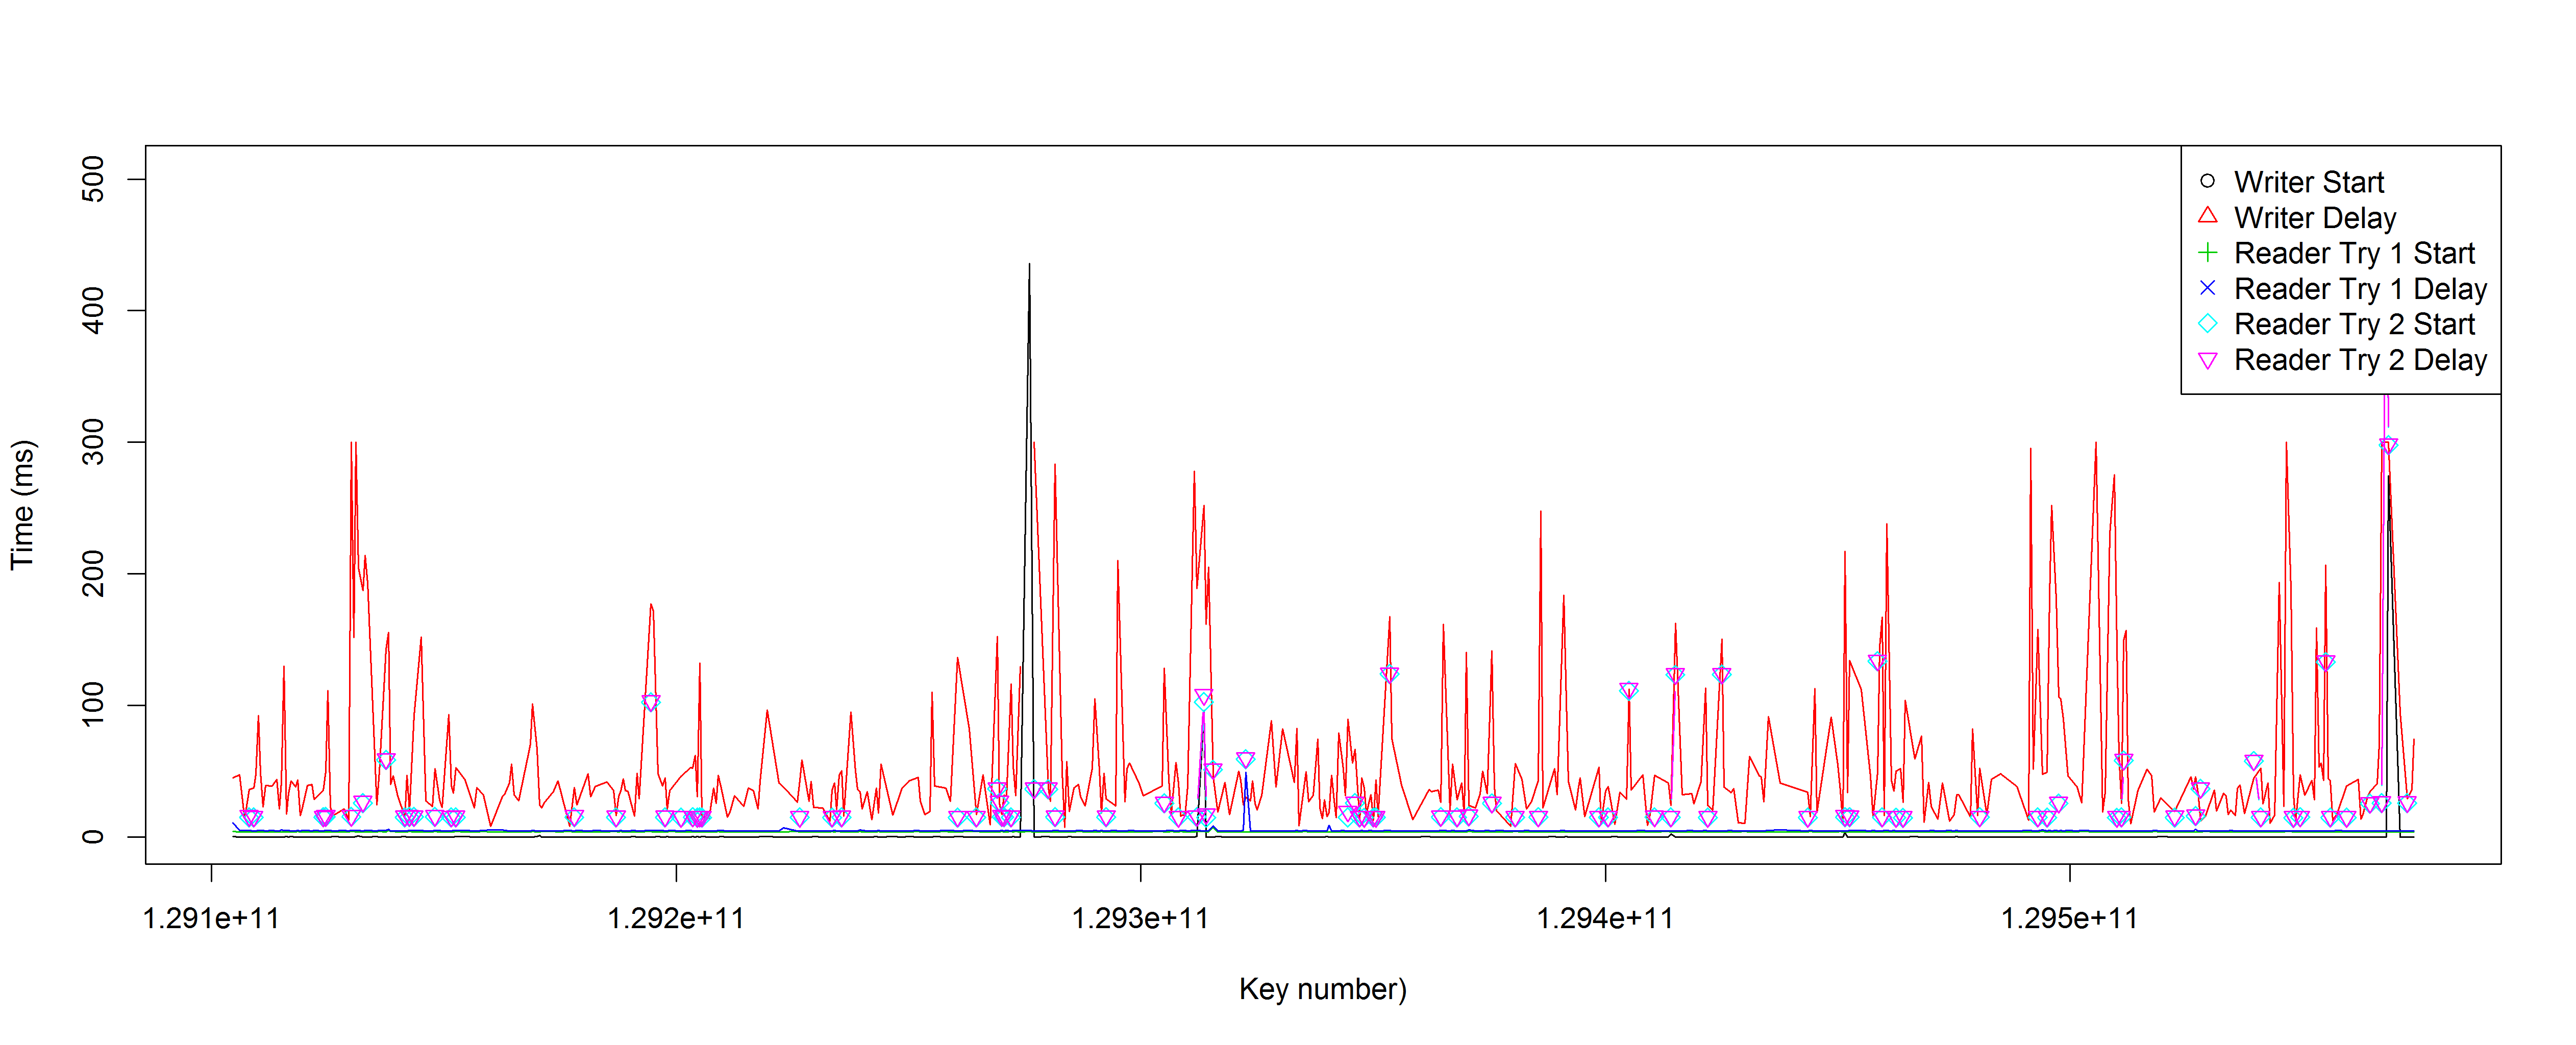 500
400
300
200
100
0
Time (ms)
Writer Start
Writer Delay
Reader Try 1 Start
Reader Try 1 Delay
Reader Try 2 Start
Reader Try 2 Delay
1.291e+11 1.292e+11 1.293e+11 1.294e+11 1.295e+11
Key number)